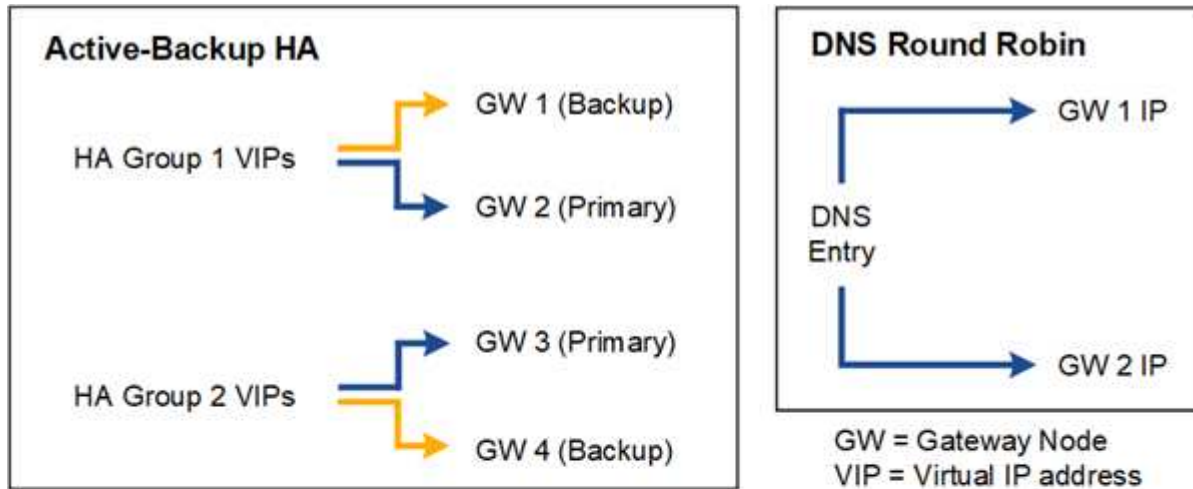 Active-Backup HA
GW 1 (Backup)
HA Group 1 VIPs
GW 2 (Primary)
GW 3 (Primary)
HA Group 2 VIPs
GW 4 (Backup)
DNS Round Robin
GW 1 IP
DNS
Entry
GW 2 IP
GW = Gateway Node
VIP = Virtual IP address